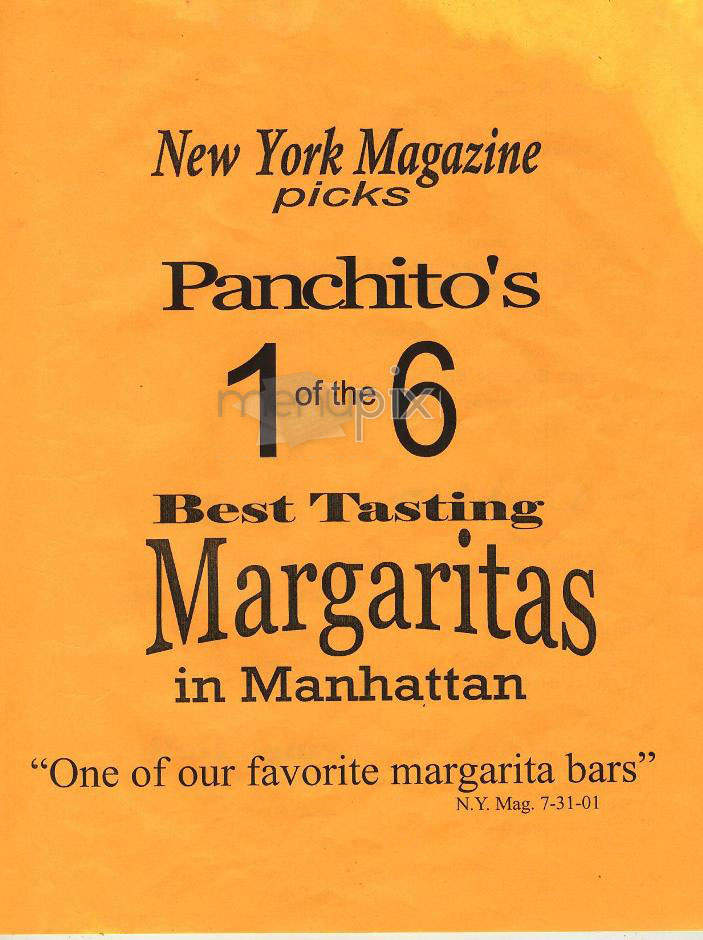 New York Magazine
picks
Panchito's
1 of the 6
menupix
Best Tasting
Margaritas
in Manhattan
“One of our favorite margarita bars”
N.Y. Mag. 7-31-01